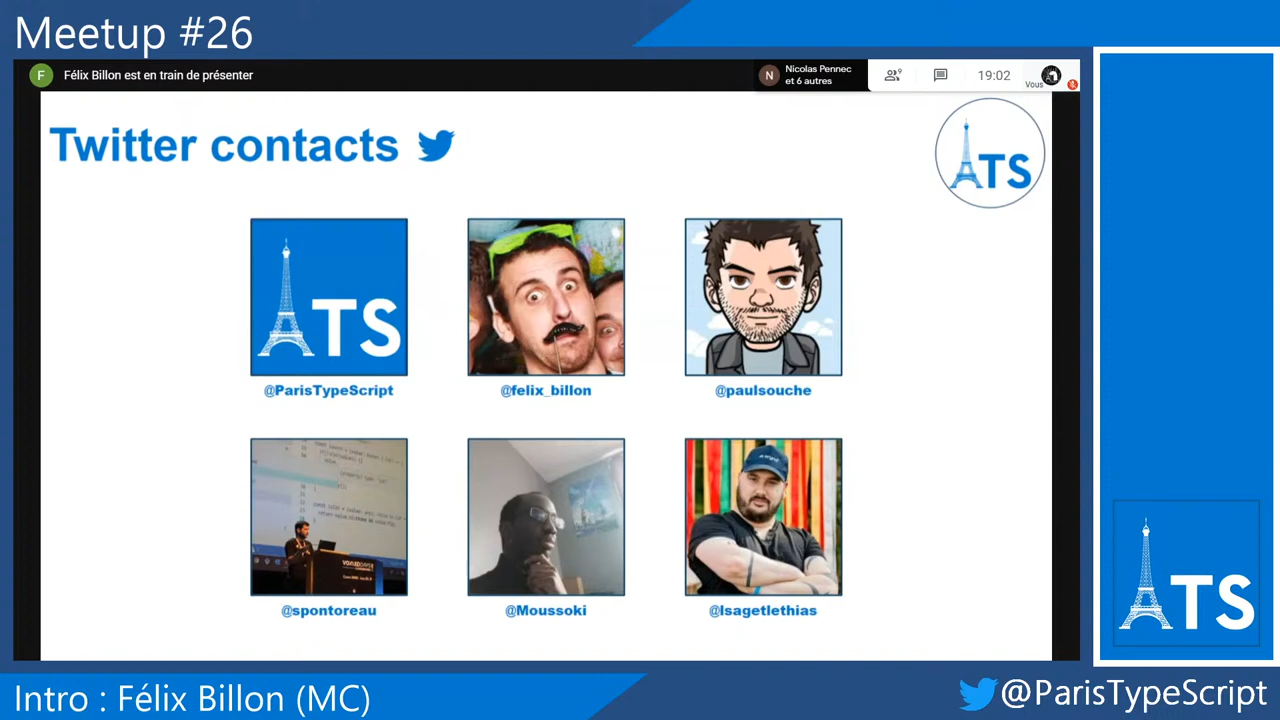 Meetup #26
F
Félix Billon est en train de présenter
N
Nicolas Pennec
et 6 autres
9
19:02
Vous
Twitter contacts
TS
TS
@ParisTypeScript
@felix_billon
@paulsouche
@spontoreau
@Moussoki
@lsagetlethias
TS
Intro : Félix Billon (MC)
@ParisTypeScript